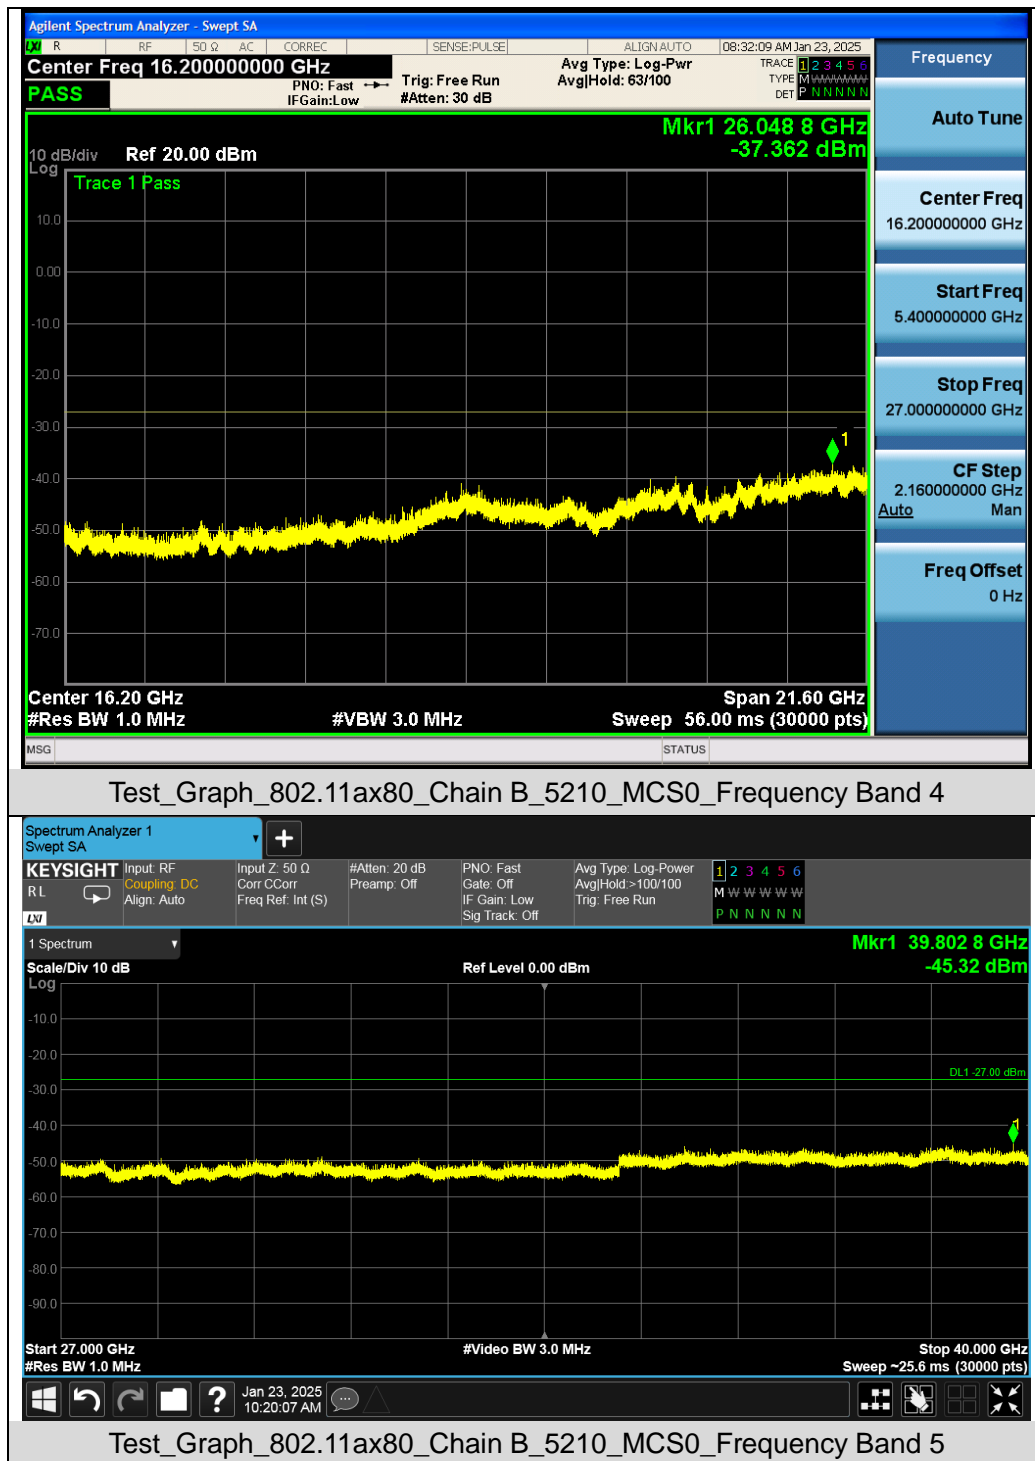 Agilent Spectrum Analyzer - Swept SA
LXI R RF 50 Ω AC CORREC SENSE:PULSE ALIGN AUTO 08:32:09 AM Jan 23, 2025
Center Freq 16.200000000 GHz
PASS
PNO: Fast
IFGain:Low
Trig: Free Run
#Atten: 30 dB
Avg Type: Log-Pwr
Avg|Hold: 63/100
TRACE 1 2 3 4 5 6
TYPE M W W W W W
DET P N N N N N
Mkr1 26.048 8 GHz
-37.362 dBm
10 dB/div Ref 20.00 dBm
Log
Trace 1 Pass
10.0
0.00
-10.0
-20.0
-30.0
-40.0
-50.0
-60.0
-70.0
1
Center 16.20 GHz Span 21.60 GHz
#Res BW 1.0 MHz #VBW 3.0 MHz Sweep 56.00 ms (30000 pts)
MSG STATUS
Frequency
Auto Tune
Center Freq
16.200000000 GHz
Start Freq
5.400000000 GHz
Stop Freq
27.000000000 GHz
CF Step
2.160000000 GHz
Auto Man
Freq Offset
0 Hz
Test_Graph_802.11ax80_Chain B_5210_MCS0_Frequency Band 4
Spectrum Analyzer 1
Swept SA
+
KEYSIGHT
R L
LXI
Input: RF
Coupling: DC
Align: Auto
Input Z: 50 Ω
Corr CCorr
Freq Ref: Int (S)
#Atten: 20 dB
Preamp: Off
PNO: Fast
Gate: Off
IF Gain: Low
Sig Track: Off
Avg Type: Log-Power
Avg|Hold:>100/100
Trig: Free Run
1 2 3 4 5 6
M W W W W W
P N N N N N
1 Spectrum
Mkr1 39.802 8 GHz
-45.32 dBm
Scale/Div 10 dB Ref Level 0.00 dBm
Log
-10.0
-20.0
DL1 -27.00 dBm
-30.0
-40.0
1
-50.0
-60.0
-70.0
-80.0
-90.0
Start 27.000 GHz #Video BW 3.0 MHz Stop 40.000 GHz
#Res BW 1.0 MHz Sweep ~25.6 ms (30000 pts)
?
Jan 23, 2025
10:20:07 AM
Test_Graph_802.11ax80_Chain B_5210_MCS0_Frequency Band 5